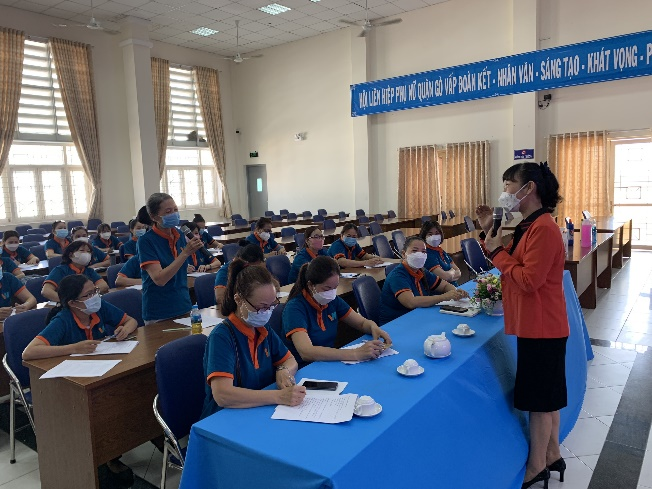 HỘI LIÊN HIỆP PHỤ NỮ QUẬN GÒ VẤP ĐOÀN KẾT - NHÂN VĂN - SÁNG TẠO - KHÁT VỌNG - P